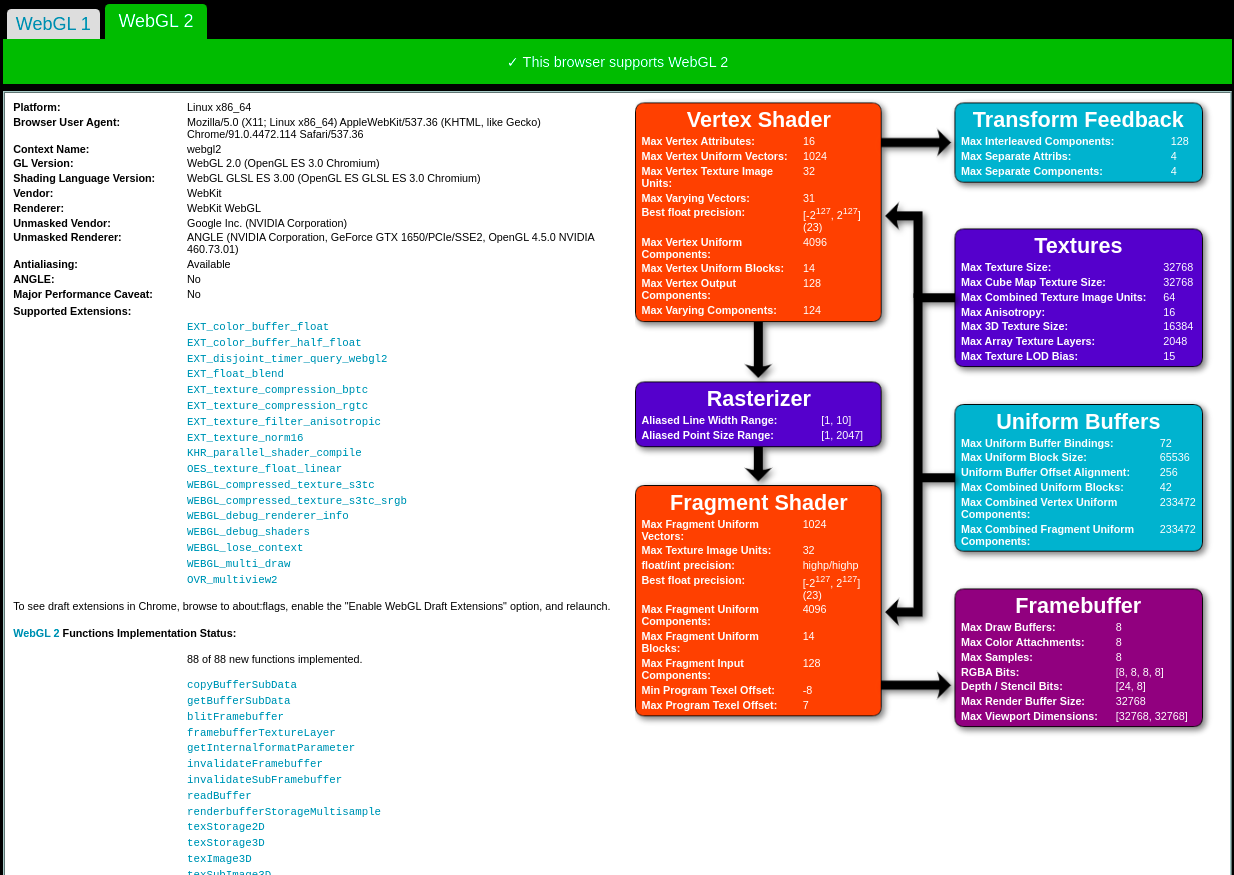 WebGL 1
WebGL 2
✓ This browser supports WebGL 2
Platform: Linux x86_64
Browser User Agent: Mozilla/5.0 (X11; Linux x86_64) AppleWebKit/537.36 (KHTML, like Gecko)
Chrome/91.0.4472.114 Safari/537.36
Context Name: webgl2
GL Version: WebGL 2.0 (OpenGL ES 3.0 Chromium)
Shading Language Version: WebGL GLSL ES 3.00 (OpenGL ES GLSL ES 3.0 Chromium)
Vendor: WebKit
Renderer: WebKit WebGL
Unmasked Vendor: Google Inc. (NVIDIA Corporation)
Unmasked Renderer: ANGLE (NVIDIA Corporation, GeForce GTX 1650/PCIe/SSE2, OpenGL 4.5.0 NVIDIA
460.73.01)
Antialiasing: Available
ANGLE: No
Major Performance Caveat: No
Supported Extensions:
EXT_color_buffer_float
EXT_color_buffer_half_float
EXT_disjoint_timer_query_webgl2
EXT_float_blend
EXT_texture_compression_bptc
EXT_texture_compression_rgtc
EXT_texture_filter_anisotropic
EXT_texture_norm16
KHR_parallel_shader_compile
OES_texture_float_linear
WEBGL_compressed_texture_s3tc
WEBGL_compressed_texture_s3tc_srgb
WEBGL_debug_renderer_info
WEBGL_debug_shaders
WEBGL_lose_context
WEBGL_multi_draw
OVR_multiview2
To see draft extensions in Chrome, browse to about:flags, enable the "Enable WebGL Draft Extensions" option, and relaunch.
WebGL 2 Functions Implementation Status:
88 of 88 new functions implemented.
copyBufferSubData
getBufferSubData
blitFramebuffer
framebufferTextureLayer
getInternalformatParameter
invalidateFramebuffer
invalidateSubFramebuffer
readBuffer
renderbufferStorageMultisample
texStorage2D
texStorage3D
texImage3D
texSubImage3D
Vertex Shader
Max Vertex Attributes: 16
Max Vertex Uniform Vectors: 1024
Max Vertex Texture Image 32
Units:
Max Varying Vectors: 31
Best float precision: [-2^127, 2^127]
(23)
Max Vertex Uniform 4096
Components:
Max Vertex Uniform Blocks: 14
Max Vertex Output 128
Components:
Max Varying Components: 124
Rasterizer
Aliased Line Width Range: [1, 10]
Aliased Point Size Range: [1, 2047]
Fragment Shader
Max Fragment Uniform 1024
Vectors:
Max Texture Image Units: 32
float/int precision: highp/highp
Best float precision: [-2^127, 2^127]
(23)
Max Fragment Uniform 4096
Components:
Max Fragment Uniform 14
Blocks:
Max Fragment Input 128
Components:
Min Program Texel Offset: -8
Max Program Texel Offset: 7
Transform Feedback
Max Interleaved Components: 128
Max Separate Attribs: 4
Max Separate Components: 4
Textures
Max Texture Size: 32768
Max Cube Map Texture Size: 32768
Max Combined Texture Image Units: 64
Max Anisotropy: 16
Max 3D Texture Size: 16384
Max Array Texture Layers: 2048
Max Texture LOD Bias: 15
Uniform Buffers
Max Uniform Buffer Bindings: 72
Max Uniform Block Size: 65536
Uniform Buffer Offset Alignment: 256
Max Combined Uniform Blocks: 42
Max Combined Vertex Uniform 233472
Components:
Max Combined Fragment Uniform 233472
Components:
Framebuffer
Max Draw Buffers: 8
Max Color Attachments: 8
Max Samples: 8
RGBA Bits: [8, 8, 8, 8]
Depth / Stencil Bits: [24, 8]
Max Render Buffer Size: 32768
Max Viewport Dimensions: [32768, 32768]